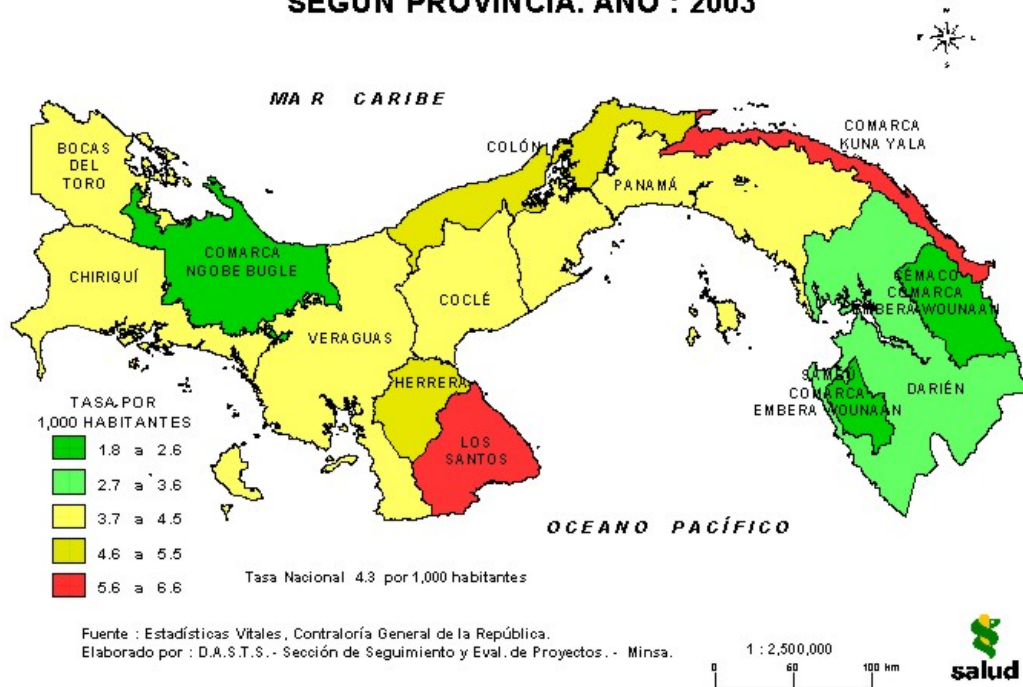 SEGÚN PROVINCIA. AÑO : 2003
MAR CARIBE
COMARCA
KUNA YALA
COLÓN
BOCAS
DEL
TORO
PANAMÁ
COMARCA
NGOBE BUGLE
CHIRIQUÍ
COCLÉ
CÉMACO
COMARCA
EMBERA WOUNAAN
VERAGUAS
HERRERA
SAMBÚ
COMARCA
EMBERA WOUNAAN
DARIÉN
LOS
SANTOS
TASA POR
1,000 HABITANTES
1.8 a 2.6
2.7 a 3.6
3.7 a 4.5
4.6 a 5.5
5.6 a 6.6
OCEANO PACÍFICO
Tasa Nacional 4.3 por 1,000 habitantes
Fuente : Estadísticas Vitales, Contraloría General de la República.
Elaborado por : D.A.S.T.S. - Sección de Seguimiento y Eval. de Proyectos. - Minsa.
1 : 2,500,000
0 60 100 km
salud